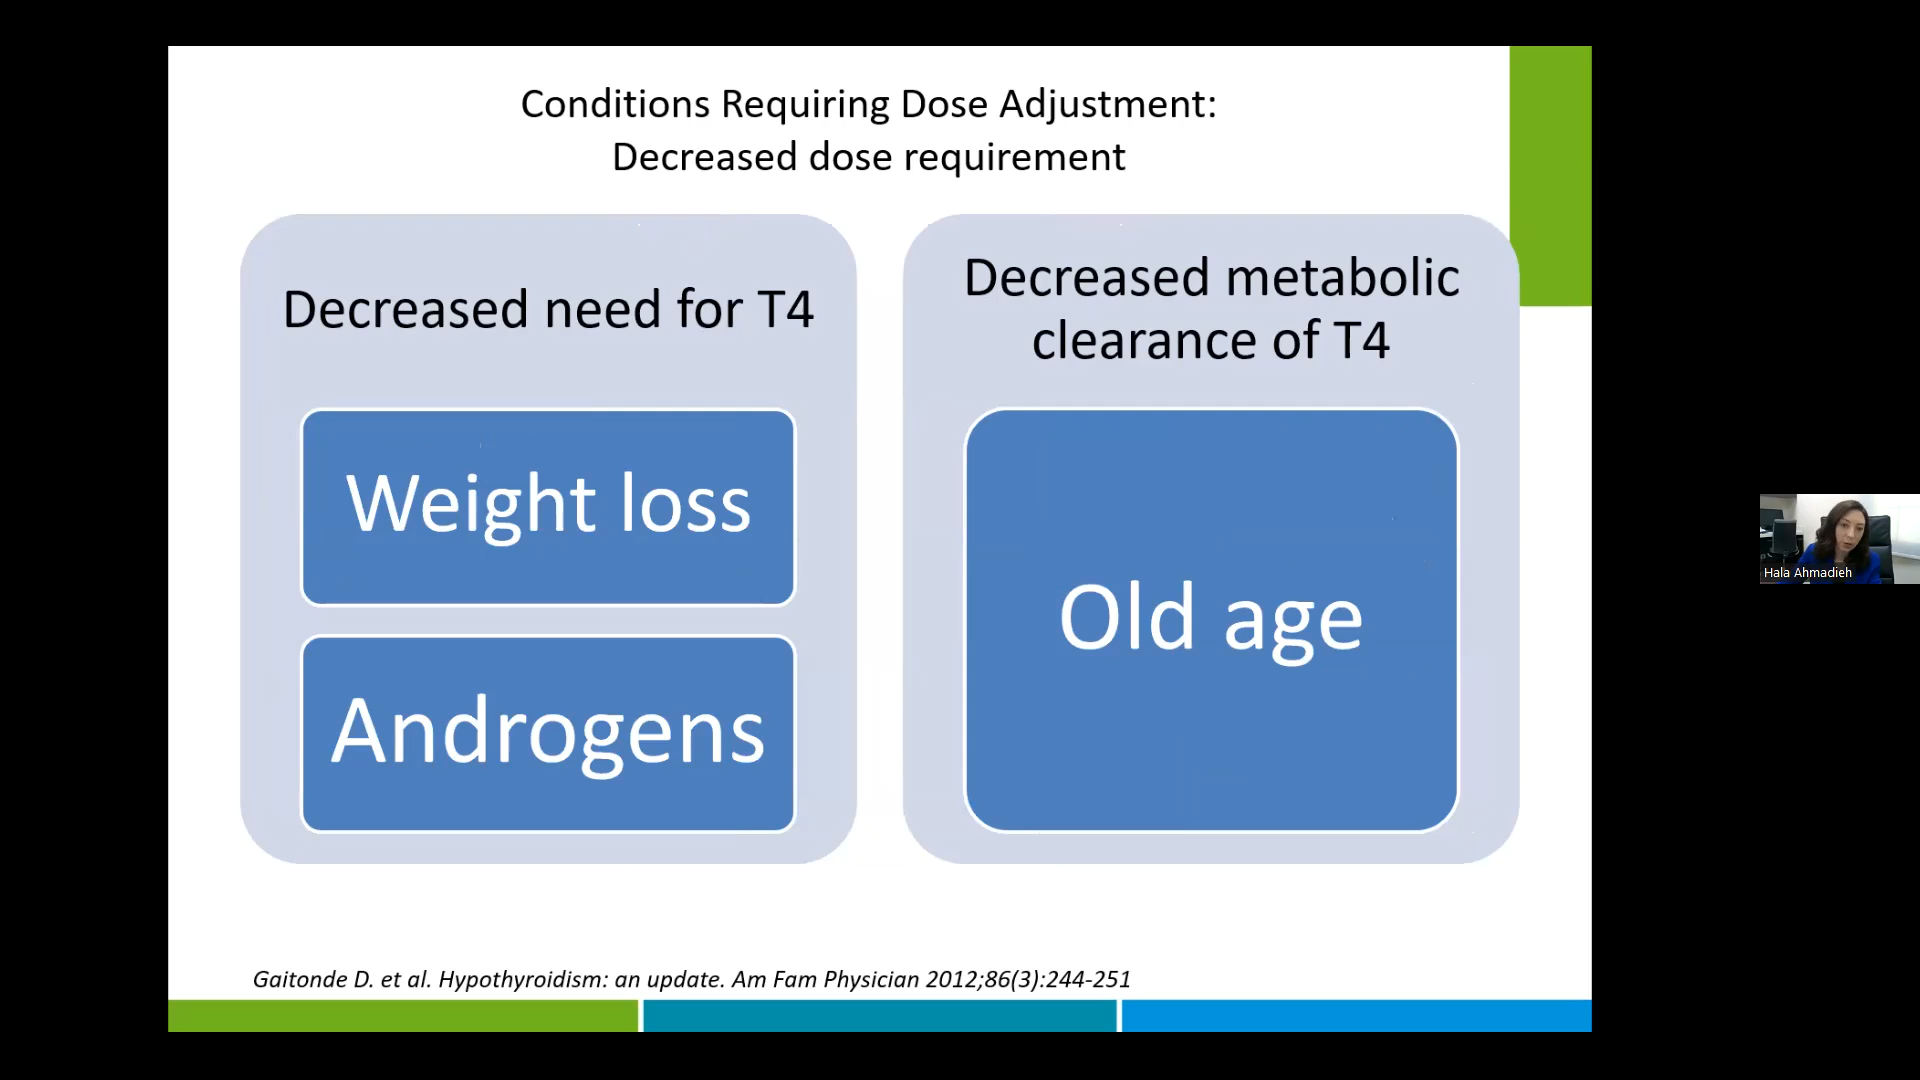 Conditions Requiring Dose Adjustment:
Decreased dose requirement
Decreased need for T4
Weight loss
Androgens
Decreased metabolic
clearance of T4
Old age
Gaitonde D. et al. Hypothyroidism: an update. Am Fam Physician 2012;86(3):244-251
Hala Ahmadieh